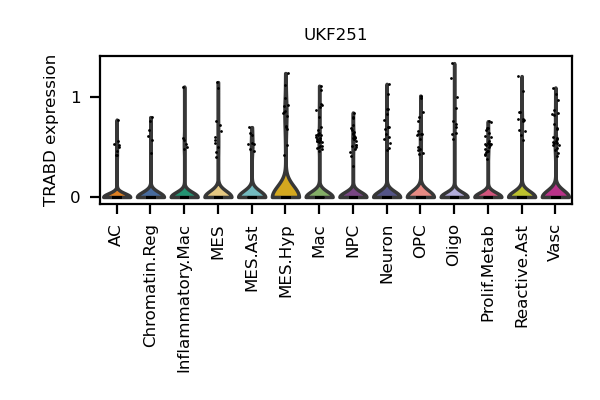 UKF251
TRABD expression
1
0
AC
Chromatin.Reg
Inflammatory.Mac
MES
MES.Ast
MES.Hyp
Mac
NPC
Neuron
OPC
Oligo
Prolif.Metab
Reactive.Ast
Vasc